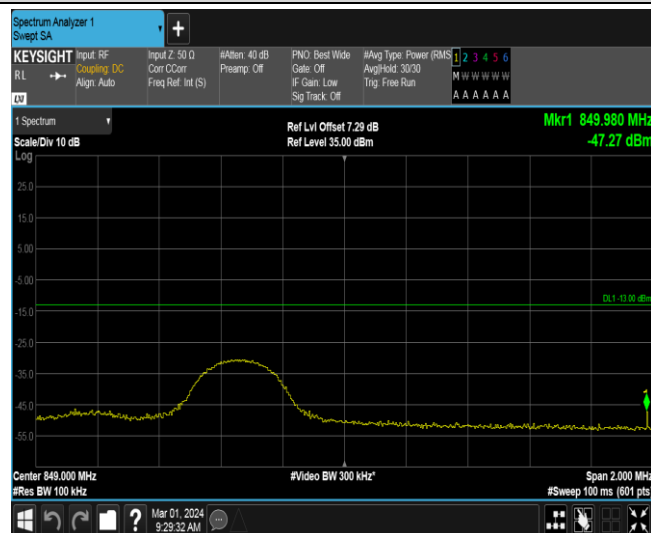 Spectrum Analyzer 1
Swept SA
+
KEYSIGHT
RL
LXI
Input: RF
Coupling: DC
Align: Auto
Input Z: 50 Ω
Corr CCorr
Freq Ref: Int (S)
#Atten: 40 dB
Preamp: Off
PNO: Best Wide
Gate: Off
IF Gain: Low
Sig Track: Off
#Avg Type: Power (RMS
Avg|Hold: 30/30
Trig: Free Run
1 2 3 4 5 6
M W W W W W
A A A A A A
1 Spectrum
Scale/Div 10 dB
Log
Ref Lvl Offset 7.29 dB
Ref Level 35.00 dBm
Mkr1 849.980 MHz
-47.27 dBm
25.0
15.0
5.00
-5.00
-15.0
-25.0
-35.0
-45.0
-55.0
DL1 -13.00 dBm
1
Center 849.000 MHz
#Res BW 100 kHz
#Video BW 300 kHz*
Span 2.000 MHz
#Sweep 100 ms (601 pts)
?
Mar 01, 2024
9:29:32 AM